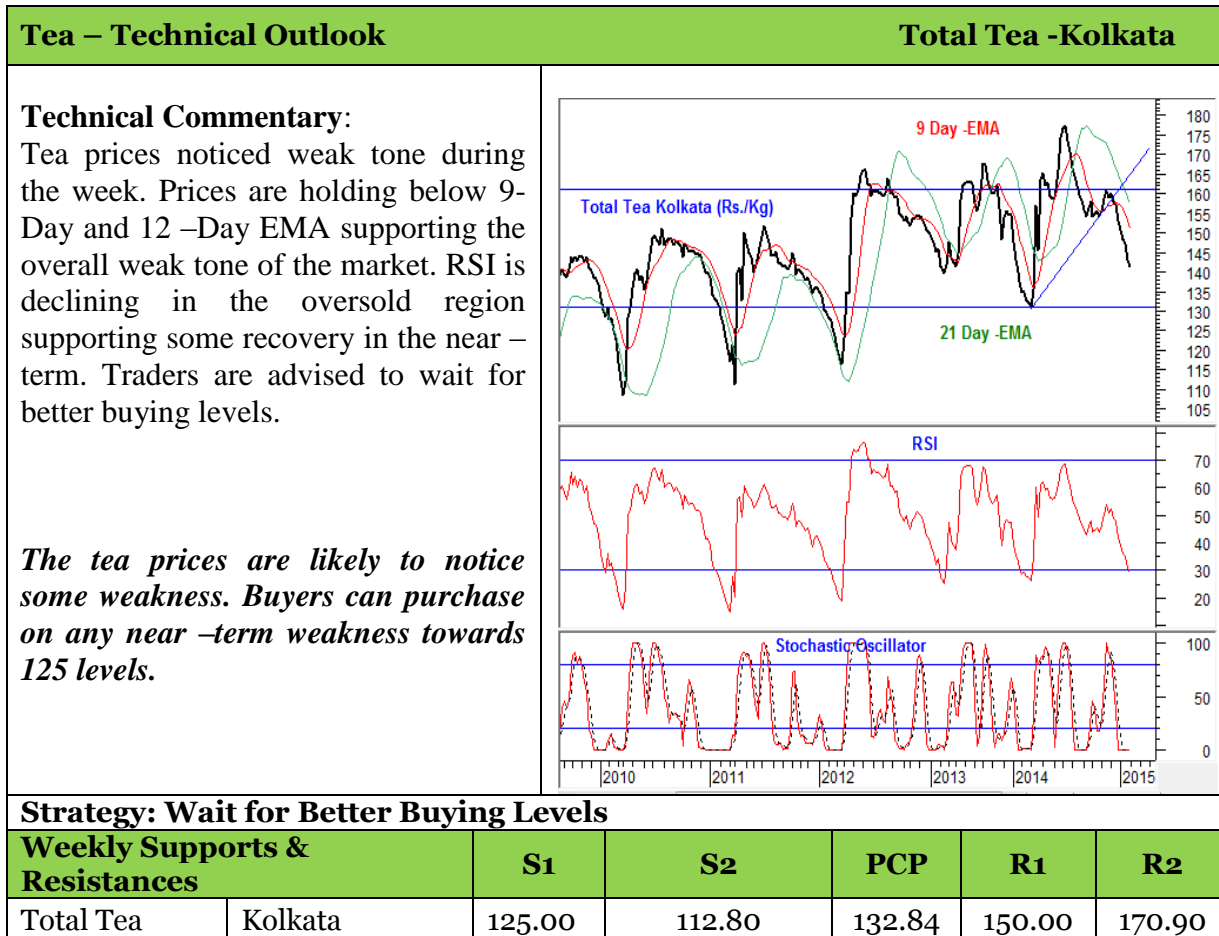 Tea – Technical Outlook Total Tea -Kolkata
Technical Commentary:
Tea prices noticed weak tone during
the week. Prices are holding below 9-
Day and 12 –Day EMA supporting the
overall weak tone of the market. RSI is
declining in the oversold region
supporting some recovery in the near –
term. Traders are advised to wait for
better buying levels.
The tea prices are likely to notice
some weakness. Buyers can purchase
on any near –term weakness towards
125 levels.
9 Day -EMA
Total Tea Kolkata (Rs./Kg)
21 Day -EMA
180
175
170
165
160
155
150
145
140
135
130
125
120
115
110
105
RSI
70
60
50
40
30
20
Stochastic Oscillator
100
50
0
2010 2011 2012 2013 2014 2015
Strategy: Wait for Better Buying Levels
Weekly Supports &
Resistances
S1 S2 PCP R1 R2
Total Tea Kolkata 125.00 112.80 132.84 150.00 170.90